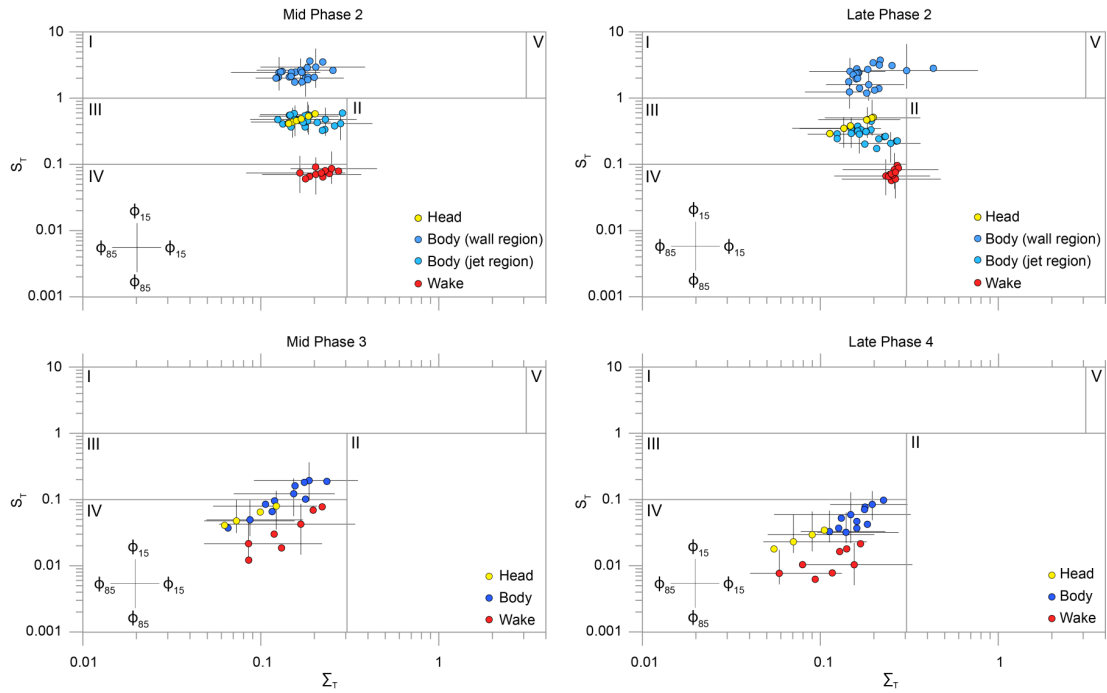 Mid Phase 2
10
1
0.1
0.01
0.001
S_T
I
V
III
II
IV
ϕ15
ϕ85
ϕ15
ϕ85
Head
Body (wall region)
Body (jet region)
Wake
Late Phase 2
10
1
0.1
0.01
0.001
S_T
I
V
III
II
IV
ϕ15
ϕ85
ϕ15
ϕ85
Head
Body (wall region)
Body (jet region)
Wake
Mid Phase 3
10
1
0.1
0.01
0.001
S_T
I
V
III
II
IV
ϕ15
ϕ85
ϕ15
ϕ85
Head
Body
Wake
0.01
0.1
1
Σ_T
Late Phase 4
10
1
0.1
0.01
0.001
S_T
I
V
III
II
IV
ϕ15
ϕ85
ϕ15
ϕ85
Head
Body
Wake
0.01
0.1
1
Σ_T